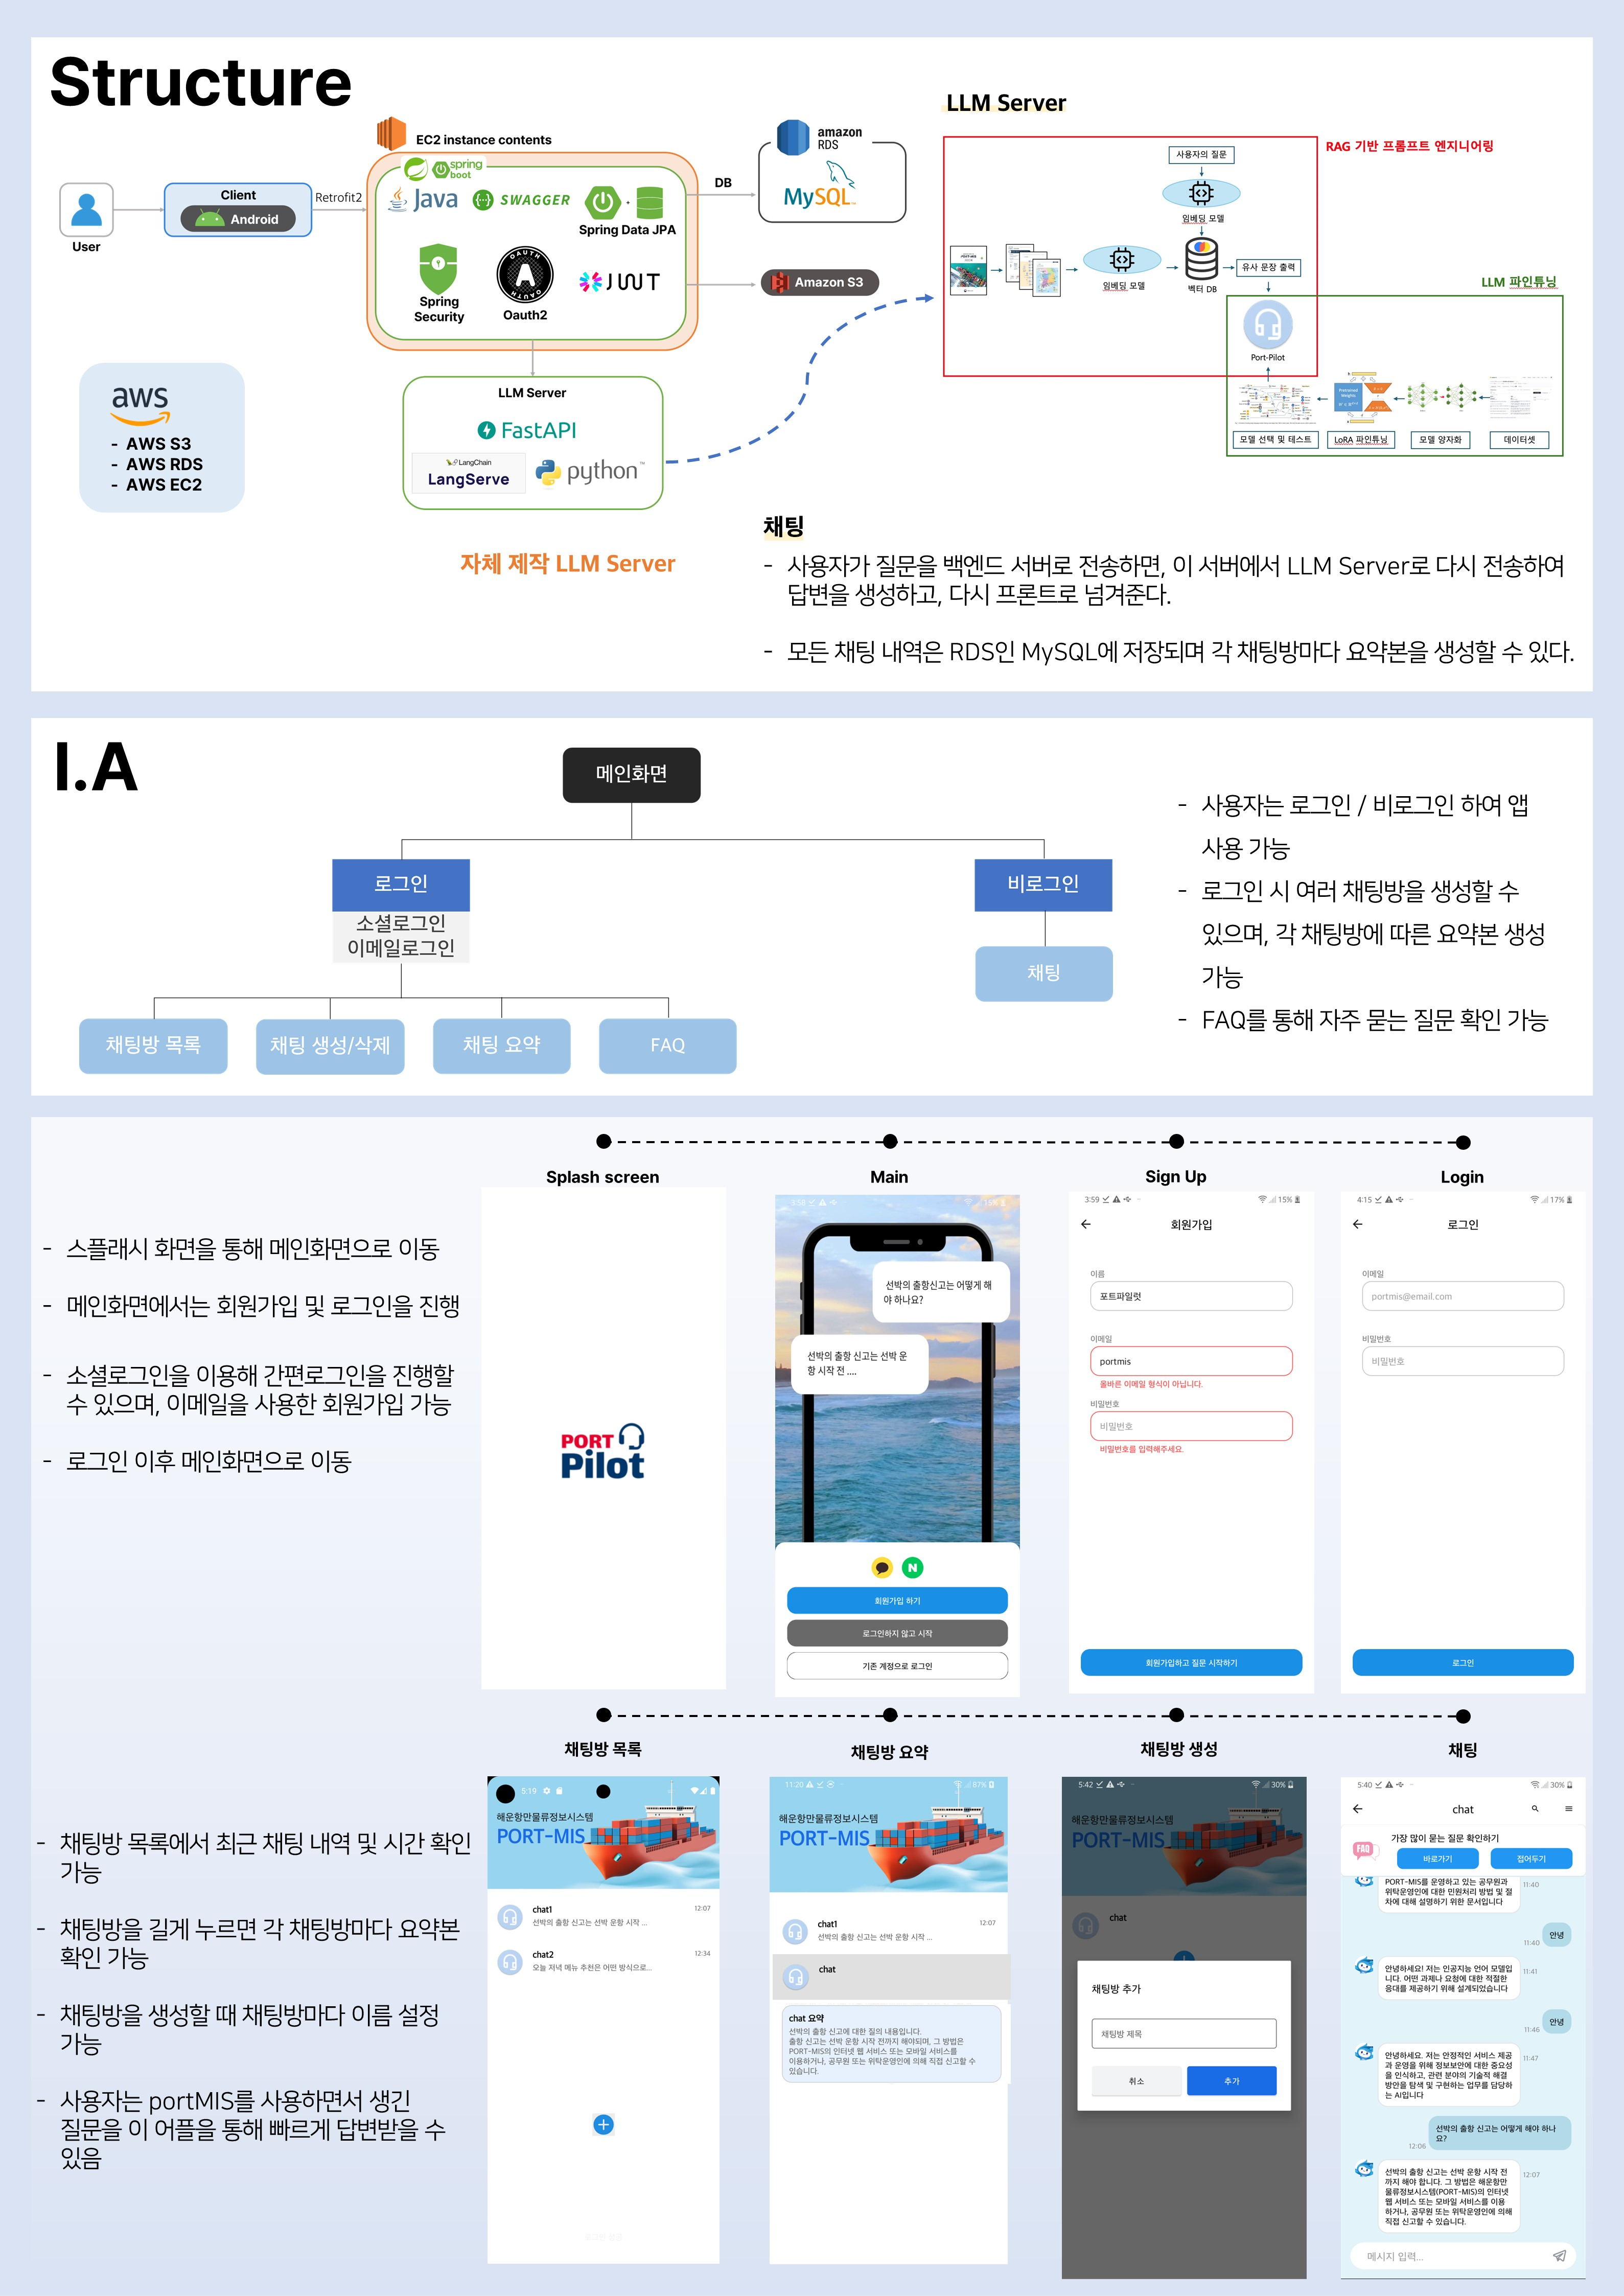 Structure
EC2 instance contents
spring
boot
Java
SWAGGER
Spring Data JPA
Spring
Security
OAUTH
A
OAUTH
Oauth2
JWT
User
Client
Android
Retrofit2
DB
amazon
RDS
MySQL
Amazon S3
aws
- AWS S3
- AWS RDS
- AWS EC2
LLM Server
FastAPI
LangChain
LangServe
python
자체 제작 LLM Server
LLM Server
RAG 기반 프롬프트 엔지니어링
사용자의 질문
임베딩 모델
임베딩 모델
벡터 DB
유사 문장 출력
LLM 파인튜닝
Port-Pilot
모델 선택 및 테스트
LoRA 파인튜닝
모델 양자화
데이터셋
채팅
- 사용자가 질문을 백엔드 서버로 전송하면, 이 서버에서 LLM Server로 다시 전송하여
답변을 생성하고, 다시 프론트로 넘겨준다.
- 모든 채팅 내역은 RDS인 MySQL에 저장되며 각 채팅방마다 요약본을 생성할 수 있다.
I.A
메인화면
로그인
소셜로그인
이메일로그인
비로그인
채팅
채팅방 목록
채팅 생성/삭제
채팅 요약
FAQ
- 사용자는 로그인 / 비로그인 하여 앱
사용 가능
- 로그인 시 여러 채팅방을 생성할 수
있으며, 각 채팅방에 따른 요약본 생성
가능
- FAQ를 통해 자주 묻는 질문 확인 가능
- 스플래시 화면을 통해 메인화면으로 이동
- 메인화면에서는 회원가입 및 로그인을 진행
- 소셜로그인을 이용해 간편로그인을 진행할
수 있으며, 이메일을 사용한 회원가입 가능
- 로그인 이후 메인화면으로 이동
Splash screen
PORT
Pilot
Main
선박의 출항신고는 어떻게 해
야 하나요?
선박의 출항 신고는 선박 운
항 시작 전 ....
N
회원가입 하기
로그인하지 않고 시작
기존 계정으로 로그인
Sign Up
3:59
15%
회원가입
이름
포트파일럿
이메일
portmis
올바른 이메일 형식이 아닙니다.
비밀번호
비밀번호
비밀번호를 입력해주세요.
회원가입하고 질문 시작하기
Login
4:15
17%
로그인
이메일
portmis@email.com
비밀번호
비밀번호
로그인
- 채팅방 목록에서 최근 채팅 내역 및 시간 확인
가능
- 채팅방을 길게 누르면 각 채팅방마다 요약본
확인 가능
- 채팅방을 생성할 때 채팅방마다 이름 설정
가능
- 사용자는 portMIS를 사용하면서 생긴
질문을 이 어플을 통해 빠르게 답변받을 수
있음
채팅방 목록
5:19
해운항만물류정보시스템
PORT-MIS
chat1
12:07
선박의 출항 신고는 선박 운항 시작 ...
chat2
12:34
오늘 저녁 메뉴 추천은 어떤 방식으로...
채팅방 요약
11:20
87%
해운항만물류정보시스템
PORT-MIS
chat1
12:07
선박의 출항 신고는 선박 운항 시작 ...
chat
chat 요약
선박의 출항 신고에 대한 질의 내용입니다.
출항 신고는 선박 운항 시작 전까지 해야되며, 그 방법은
PORT-MIS의 인터넷 웹 서비스 또는 모바일 서비스를
이용하거나, 공무원 또는 위탁운영인에 의해 직접 신고할 수
있습니다.
채팅방 생성
5:42
30%
해운항만물류정보시스템
PORT-MIS
chat
채팅방 추가
채팅방 제목
취소
추가
채팅
5:40
30%
chat
FAQ
가장 많이 묻는 질문 확인하기
바로가기
접어두기
PORT-MIS를 운영하고 있는 공무원과
위탁운영인에 대한 민원처리 방법 및 절
차에 대해 설명하기 위한 문서입니다
11:40
안녕
11:40
안녕하세요! 저는 인공지능 언어 모델입
니다. 어떤 과제나 요청에 대한 적절한
응대를 제공하기 위해 설계되었습니다
11:41
안녕
11:46
안녕하세요. 저는 안정적인 서비스 제공
과 운영을 위해 정보보안에 대한 중요성
을 인식하고, 관련 분야의 기술적 해결
방안을 탐색 및 구현하는 업무를 담당하
는 AI입니다
11:47
선박의 출항 신고는 어떻게 해야 하나
요?
12:06
선박의 출항 신고는 선박 운항 시작 전
까지 해야 합니다. 그 방법은 해운항만
물류정보시스템(PORT-MIS)의 인터넷
웹 서비스 또는 모바일 서비스를 이용
하거나, 공무원 또는 위탁운영인에 의해
직접 신고할 수 있습니다.
12:07
메시지 입력...